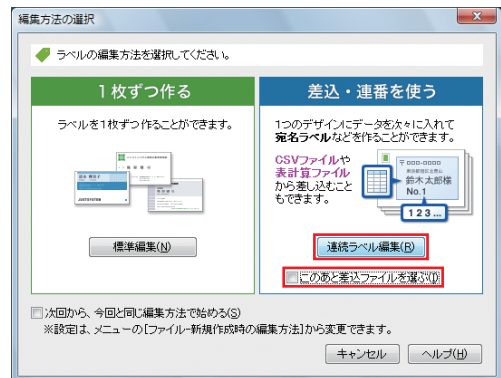 編集方法の選択
ラベルの編集方法を選択してください。
1枚ずつ作る
ラベルを1枚ずつ作ることができます。
JUSTSYSTEM
標準編集(N)
差込・連番を使う
1つのデザインにデータを次々に入れて
宛名ラベルなどを作ることができます。
CSVファイルや
表計算ファイル
から差し込むこと
もできます。
〒000-0000
鈴木太郎様
No.1
1 2 3 ...
連続ラベル編集(R)
このあと差込ファイルを選ぶ(I)
次回から、今回と同じ編集方法で始める(S)
※設定は、メニューの[ファイル-新規作成時の編集方法]から変更できます。
キャンセル
ヘルプ(H)